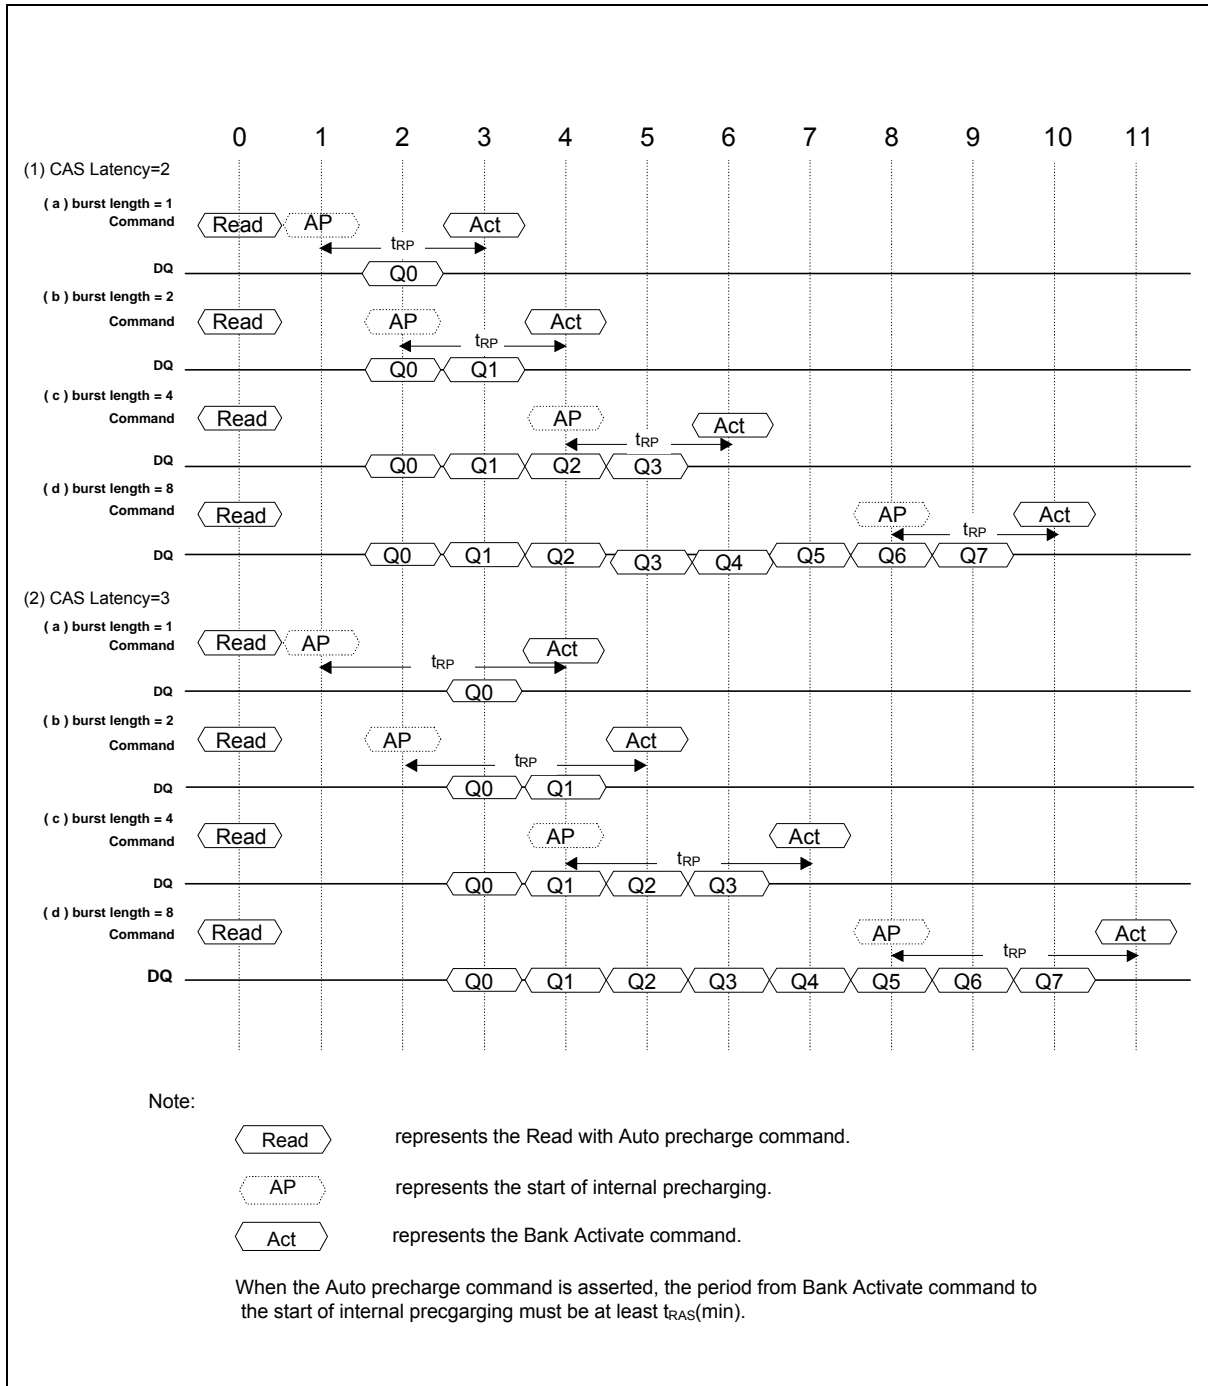 0 1 2 3 4 5 6 7 8 9 10 11
(1) CAS Latency=2
( a ) burst length = 1
Command Read AP Act
tRP
DQ Q0
( b ) burst length = 2
Command Read AP Act
tRP
DQ Q0 Q1
( c ) burst length = 4
Command Read AP Act
tRP
DQ Q0 Q1 Q2 Q3
( d ) burst length = 8
Command Read AP Act
tRP
DQ Q0 Q1 Q2 Q3 Q4 Q5 Q6 Q7
(2) CAS Latency=3
( a ) burst length = 1
Command Read AP Act
tRP
DQ Q0
( b ) burst length = 2
Command Read AP Act
tRP
DQ Q0 Q1
( c ) burst length = 4
Command Read AP Act
tRP
DQ Q0 Q1 Q2 Q3
( d ) burst length = 8
Command Read AP Act
tRP
DQ Q0 Q1 Q2 Q3 Q4 Q5 Q6 Q7
Note:
Read represents the Read with Auto precharge command.
AP represents the start of internal precharging.
Act represents the Bank Activate command.
When the Auto precharge command is asserted, the period from Bank Activate command to
the start of internal precgarging must be at least tRAS(min).